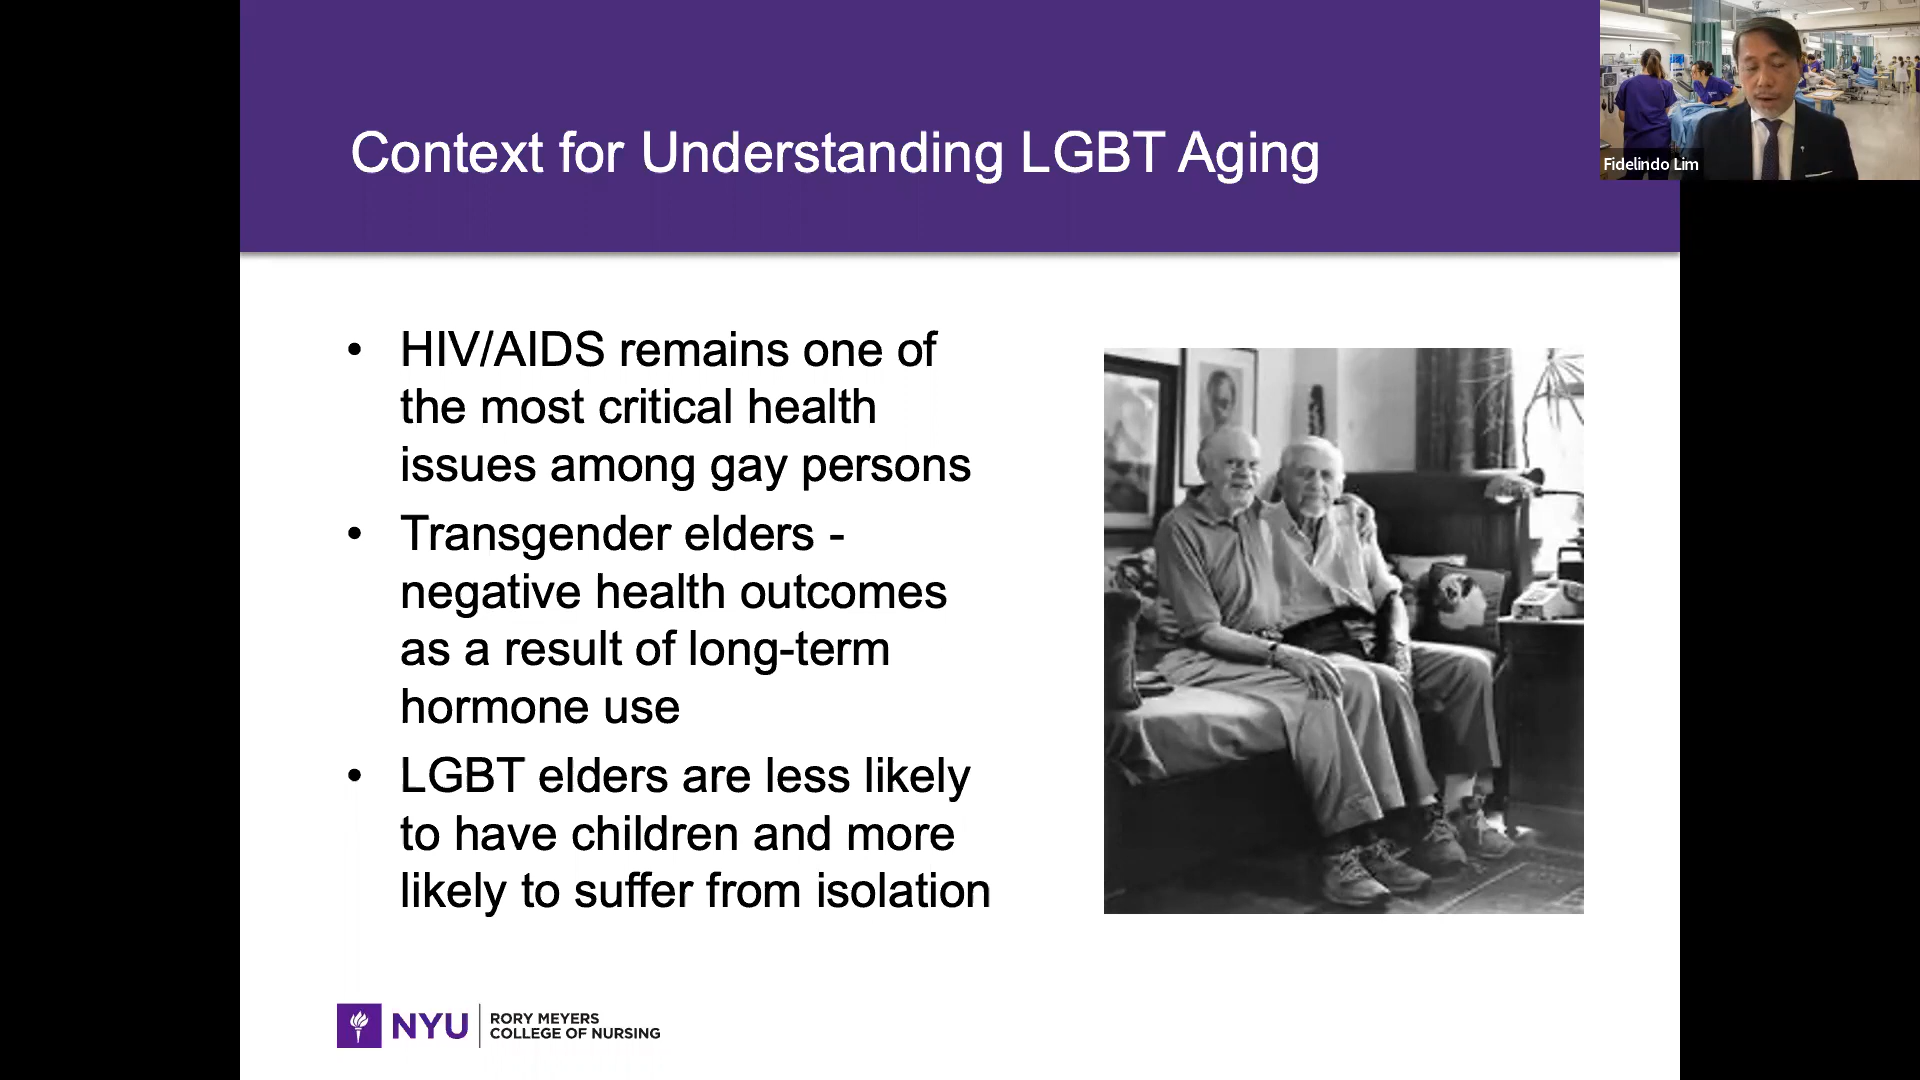 Context for Understanding LGBT Aging
Fidelindo Lim
• HIV/AIDS remains one of
the most critical health
issues among gay persons
• Transgender elders -
negative health outcomes
as a result of long-term
hormone use
• LGBT elders are less likely
to have children and more
likely to suffer from isolation
NYU
RORY MEYERS
COLLEGE OF NURSING